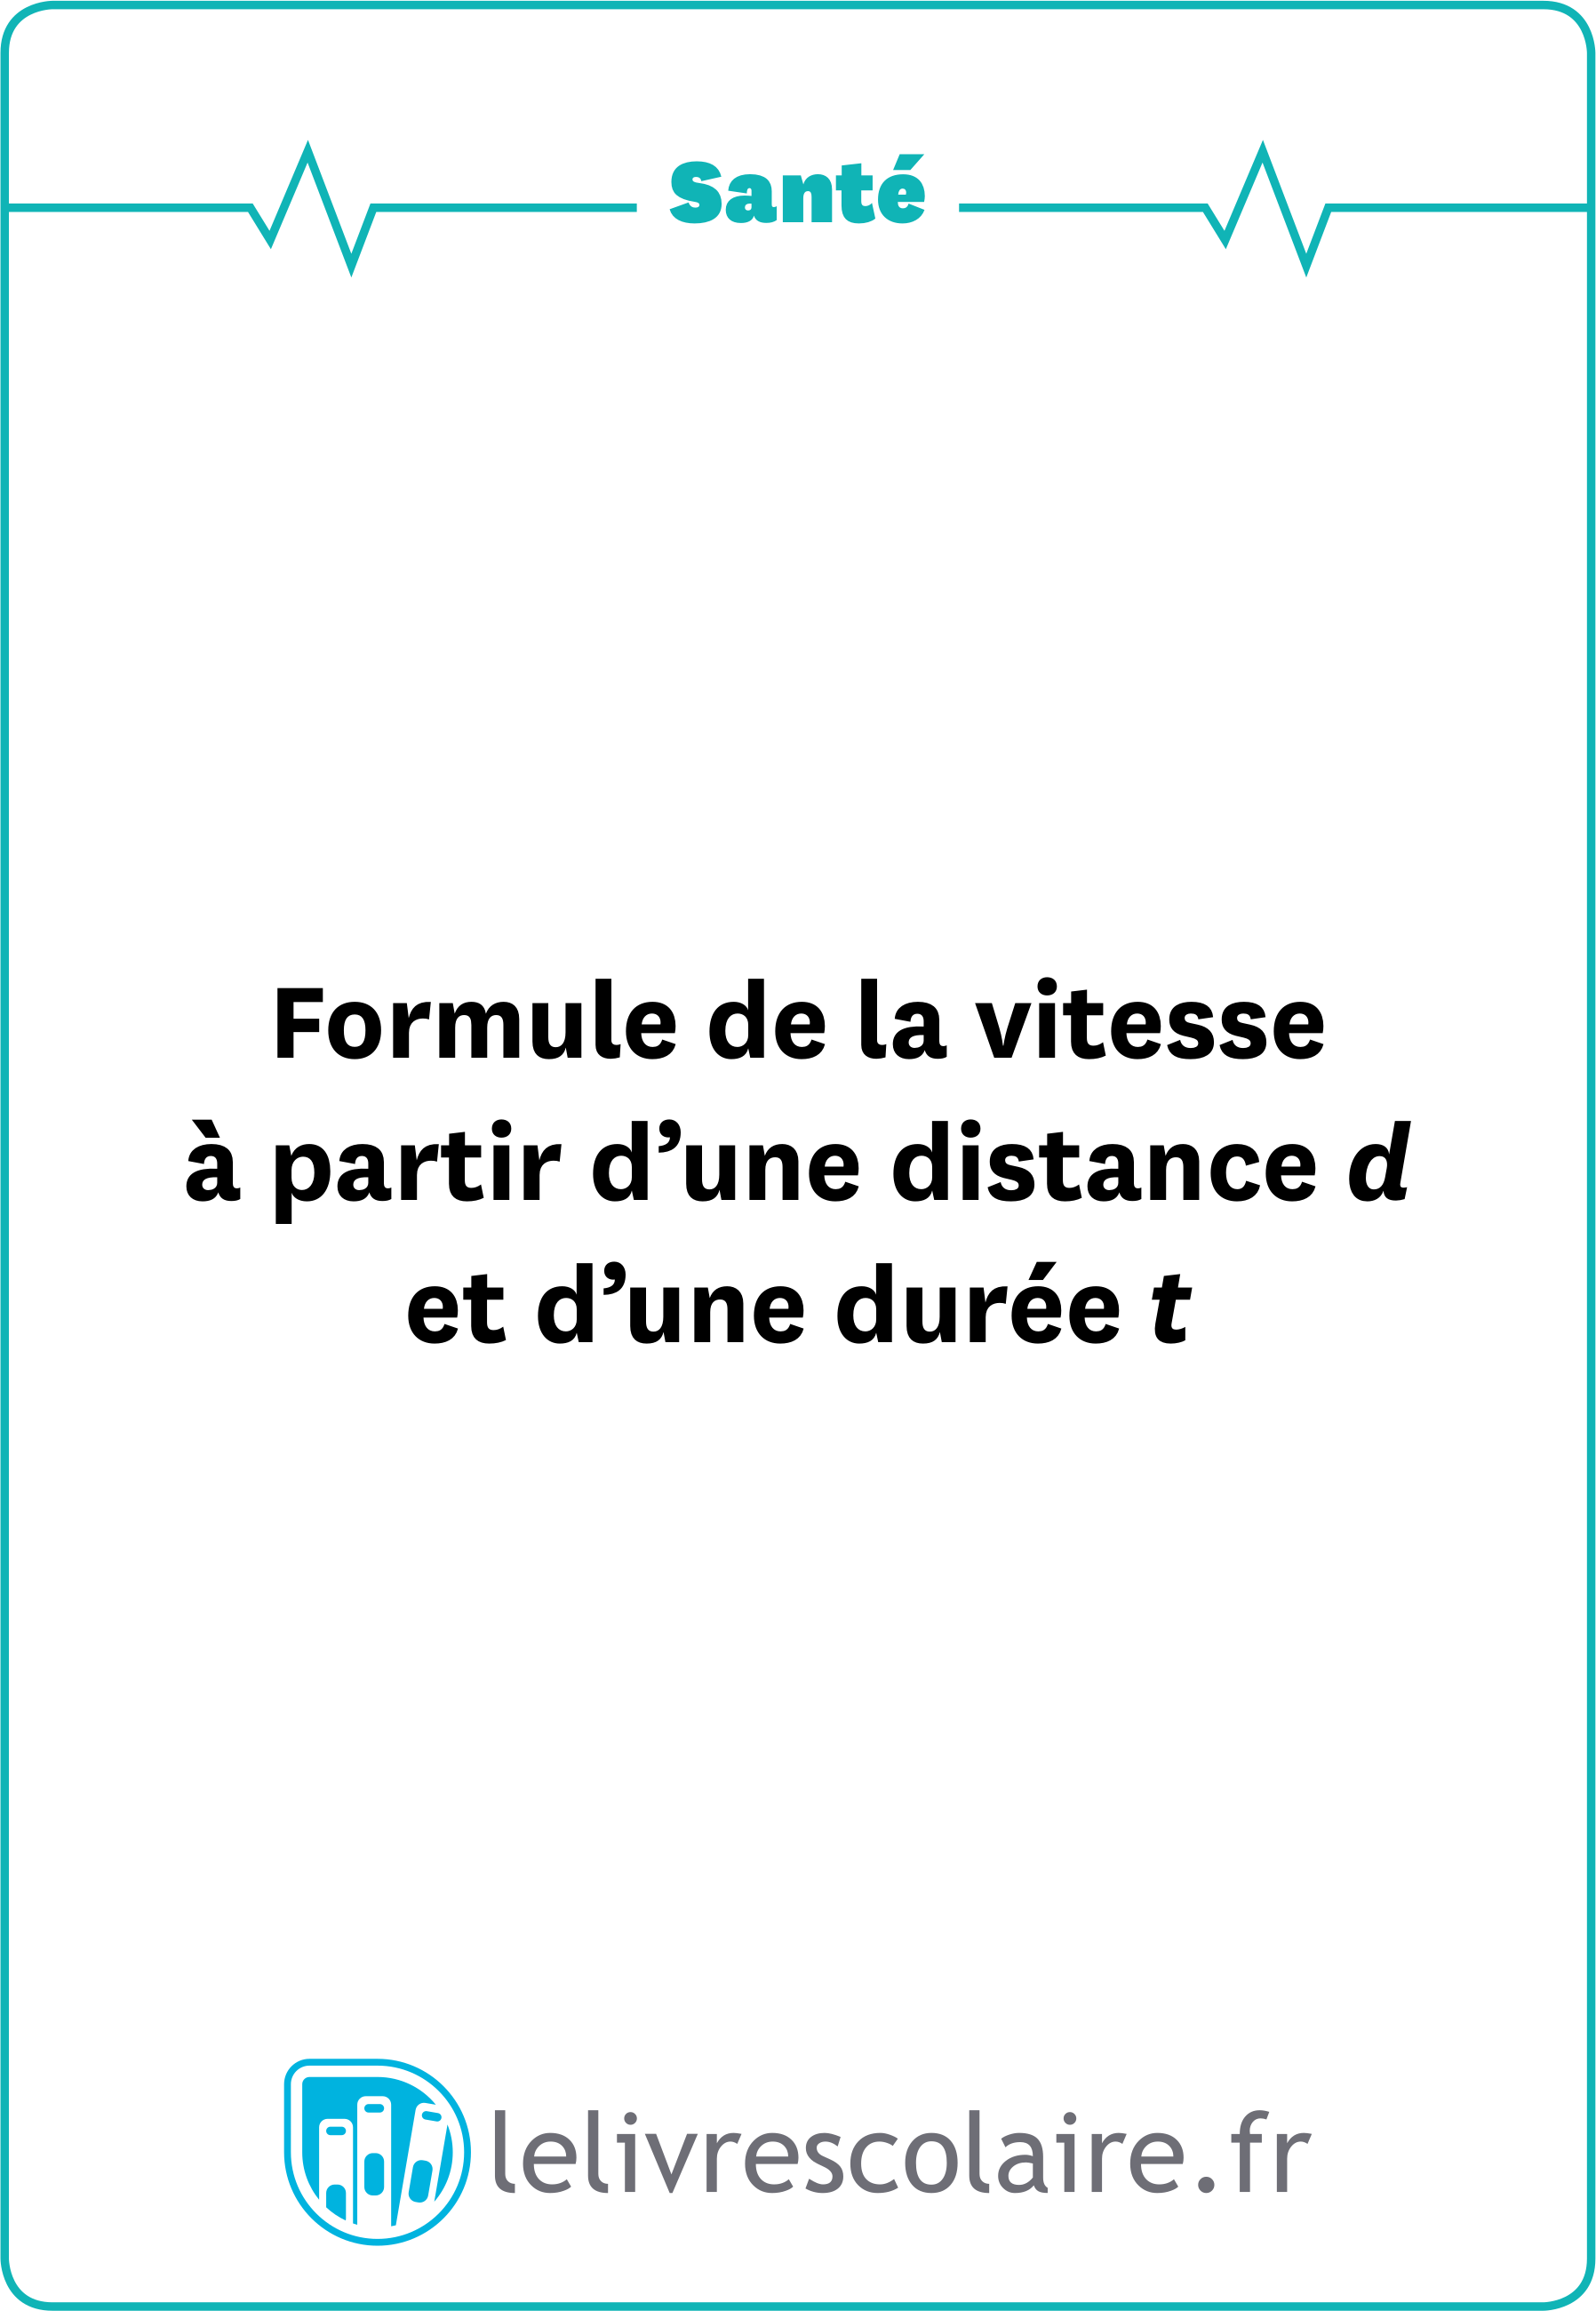 Santé
Formule de la vitesse
à partir d’une distance d
et d’une durée t
lelivrescolaire.fr